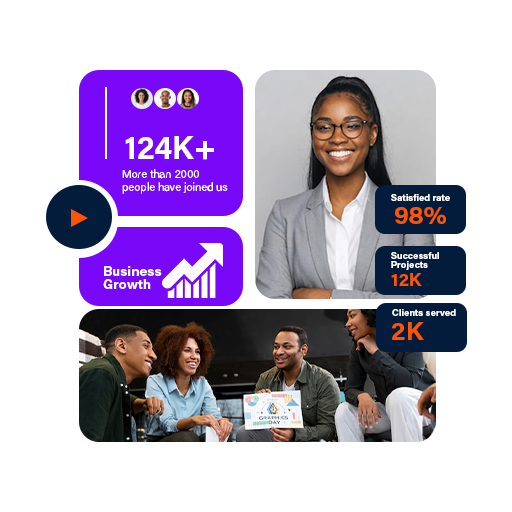 124K+
More than 2000
people have joined us
Satisfied rate
98%
Successful
Projects
12K
Business
Growth
Clients served
2K
GRAPHICS
DAY